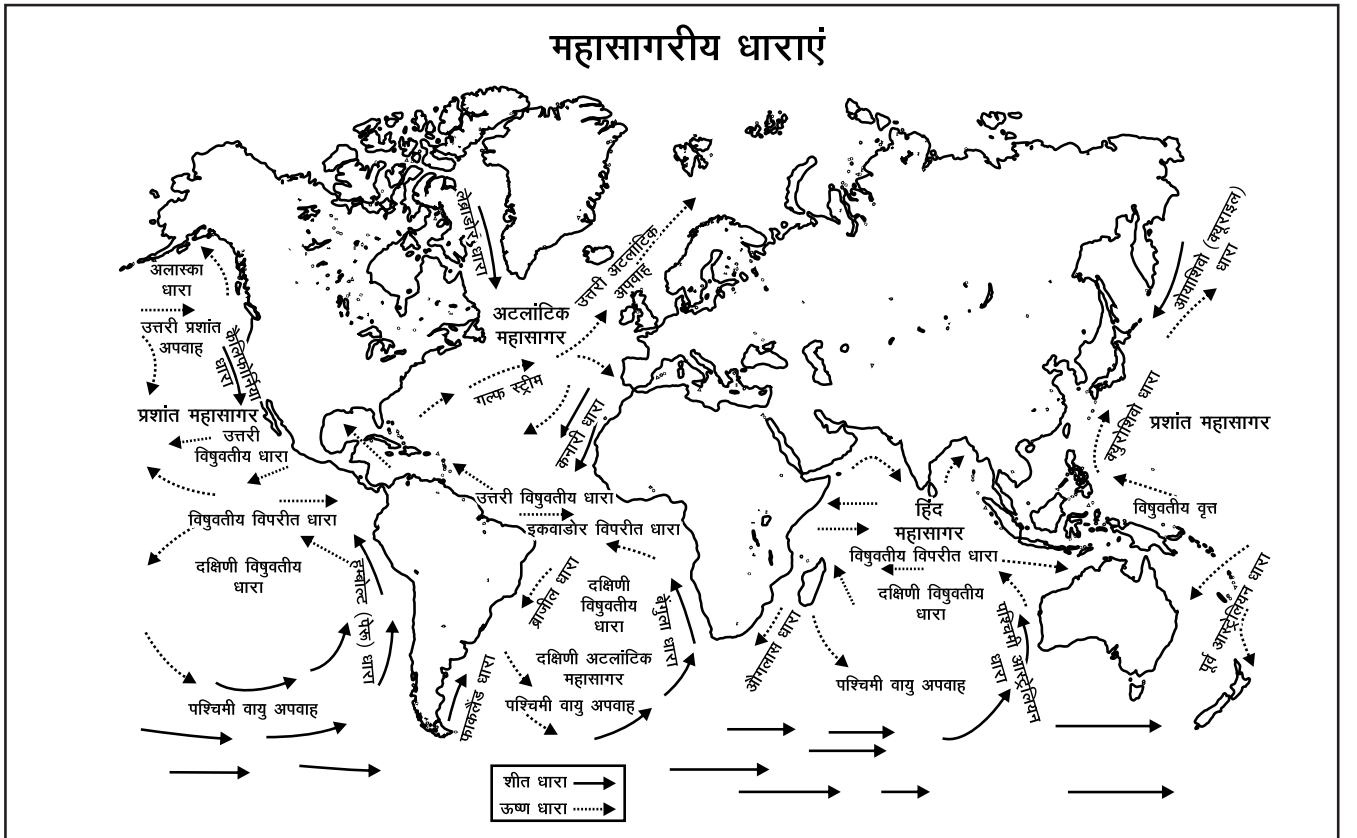 महासागरीय धाराएं
लैब्राडोर धारा
अलास्का
धारा
उत्तरी प्रशांत
अपवाह
कैलिफोर्निया
धारा
प्रशांत महासागर
उत्तरी
विषुवतीय धारा
विषुवतीय विपरीत धारा
दक्षिणी विषुवतीय
धारा
हम्बोल्ट (पेरू) धारा
पश्चिमी वायु अपवाह
उत्तरी अटलांटिक
अपवाह
अटलांटिक
महासागर
गल्फ स्ट्रीम
कनारी धारा
उत्तरी विषुवतीय धारा
इकवाडोर विपरीत धारा
ब्राजील धारा
दक्षिणी
विषुवतीय
धारा
बेंगुला धारा
दक्षिणी अटलांटिक
महासागर
पश्चिमी वायु अपवाह
फाकलैंड धारा
हिंद
महासागर
विषुवतीय विपरीत धारा
दक्षिणी विषुवतीय
धारा
औगलास धारा
पश्चिमी वायु अपवाह
पश्चिमी आस्ट्रेलियन
धारा
ओयाशिवो (क्यूराइल)
धारा
क्युरोशिवो धारा
प्रशांत महासागर
विषुवतीय वृत्त
पूर्व आस्ट्रेलियन धारा
शीत धारा
ऊष्ण धारा